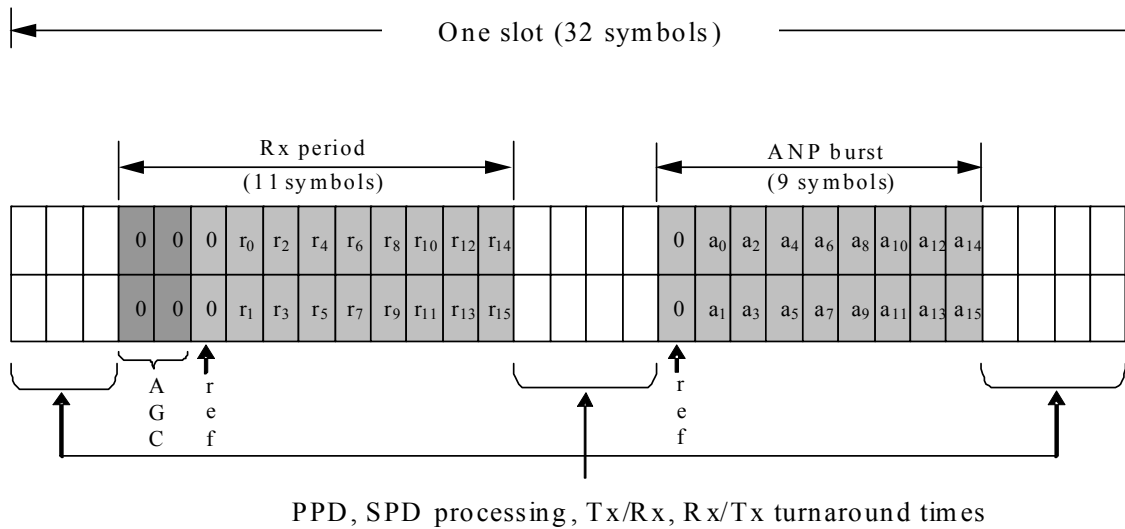 One slot (32 symbols)
Rx period
(11 symbols)
ANP burst
(9 symbols)
0 0 0 r₀ r₂ r₄ r₆ r₈ r₁₀ r₁₂ r₁₄ 0 a₀ a₂ a₄ a₆ a₈ a₁₀ a₁₂ a₁₄
0 0 0 r₁ r₃ r₅ r₇ r₉ r₁₁ r₁₃ r₁₅ 0 a₁ a₃ a₅ a₇ a₉ a₁₁ a₁₃ a₁₅
AGC
ref
ref
PPD, SPD processing, Tx/Rx, Rx/Tx turnaround times